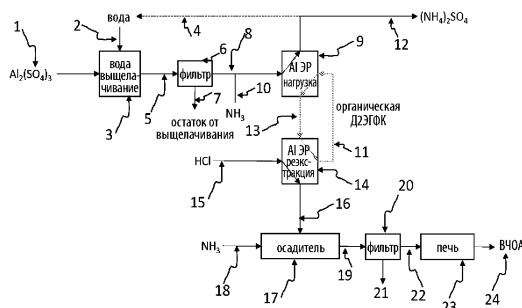 вода
4
(NH₄)₂SO₄
1
2
6
8
9
12
Al₂(SO₄)₃
вода
выщела-
чивание
фильтр
Al ЭР
нагрузка
3
5
7
остаток от
выщелачивания
10
NH₃
органическая
Д2ЭГФК
13
11
HCl
Al ЭР
реэкс-
тракция
15
14
16
20
NH₃
осадитель
фильтр
печь
ВЧОА
18
17
19
21
22
23
24